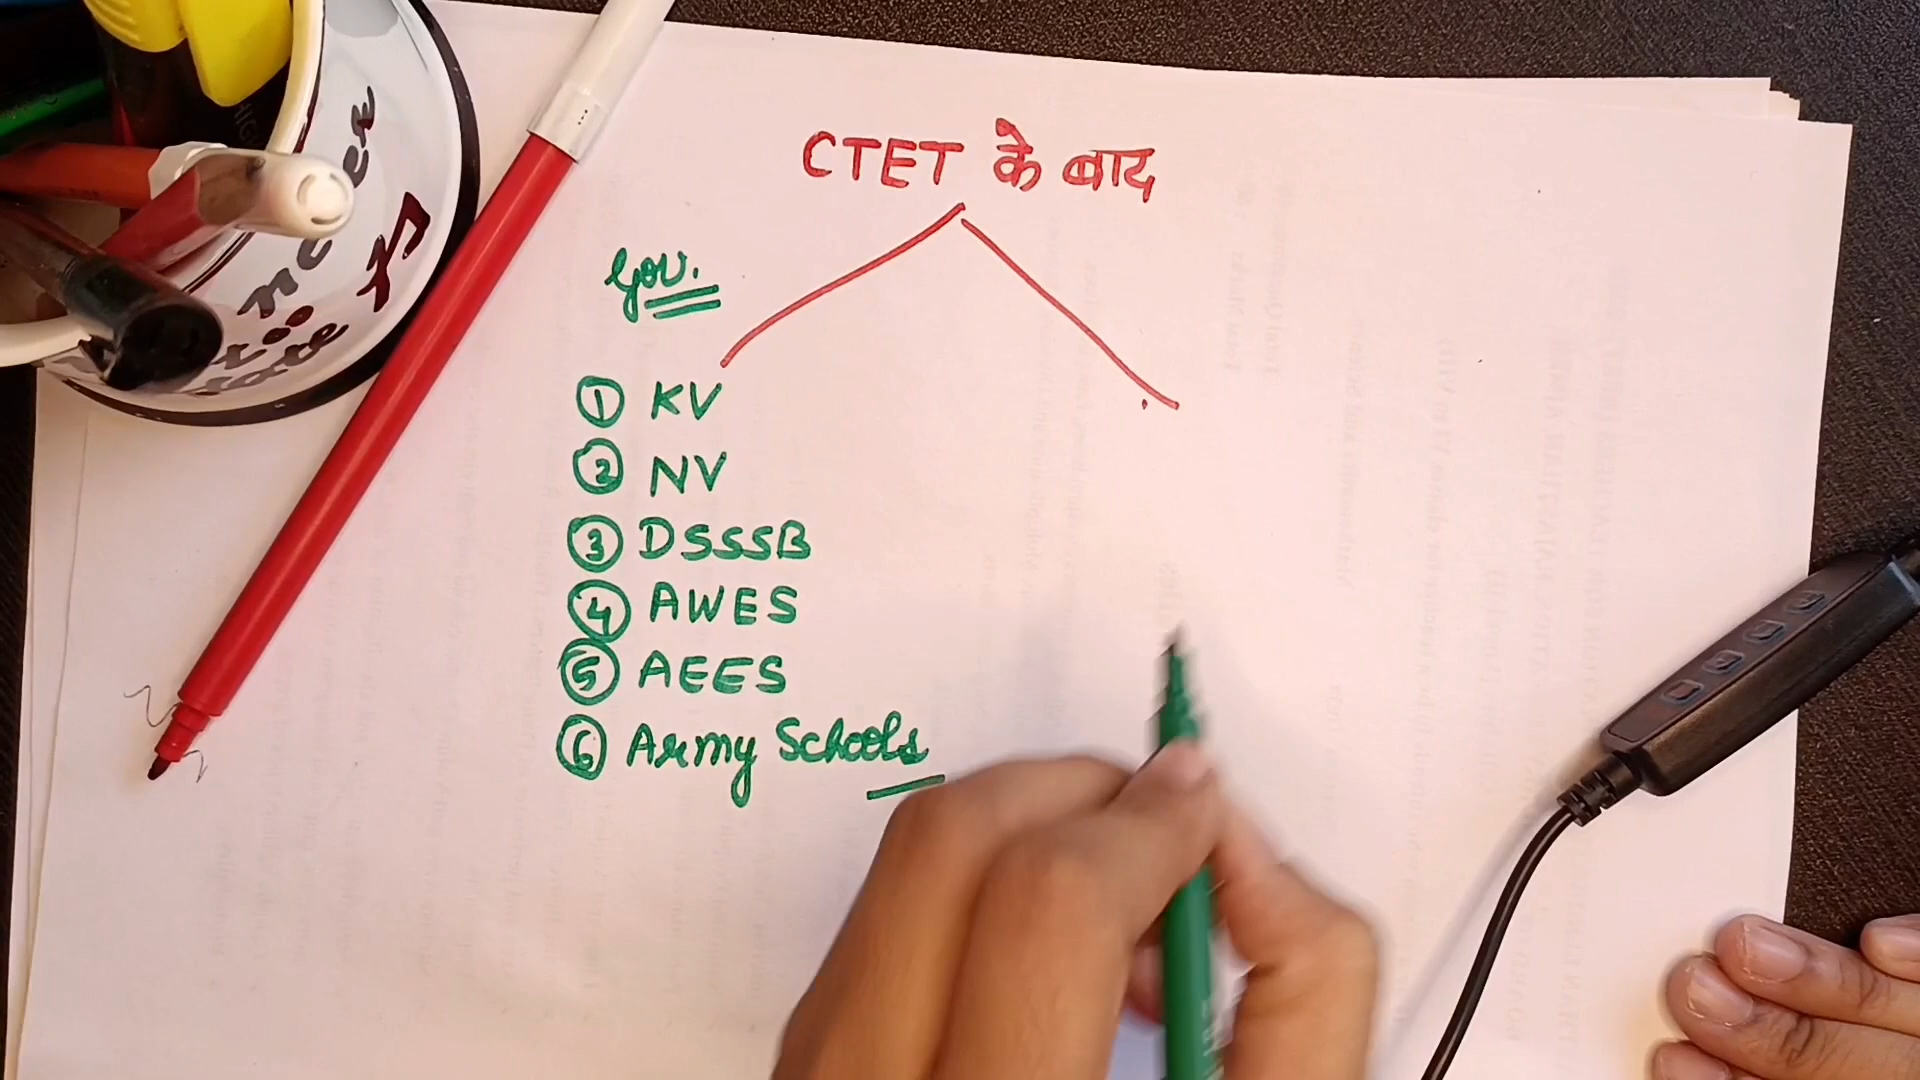 CTET के बाद
Gov.
① KV
② NV
③ DSSSB
④ AWES
⑤ AEES
⑥ Army Schools